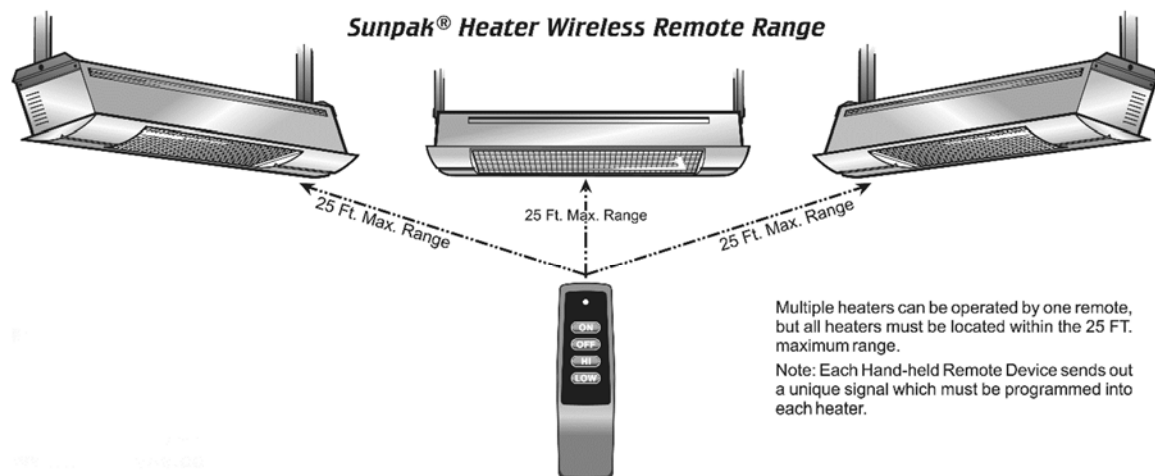 Sunpak® Heater Wireless Remote Range
25 Ft. Max. Range
25 Ft. Max. Range
25 Ft. Max. Range
ON
OFF
HI
LOW
Multiple heaters can be operated by one remote,
but all heaters must be located within the 25 FT.
maximum range.
Note: Each Hand-held Remote Device sends out
a unique signal which must be programmed into
each heater.